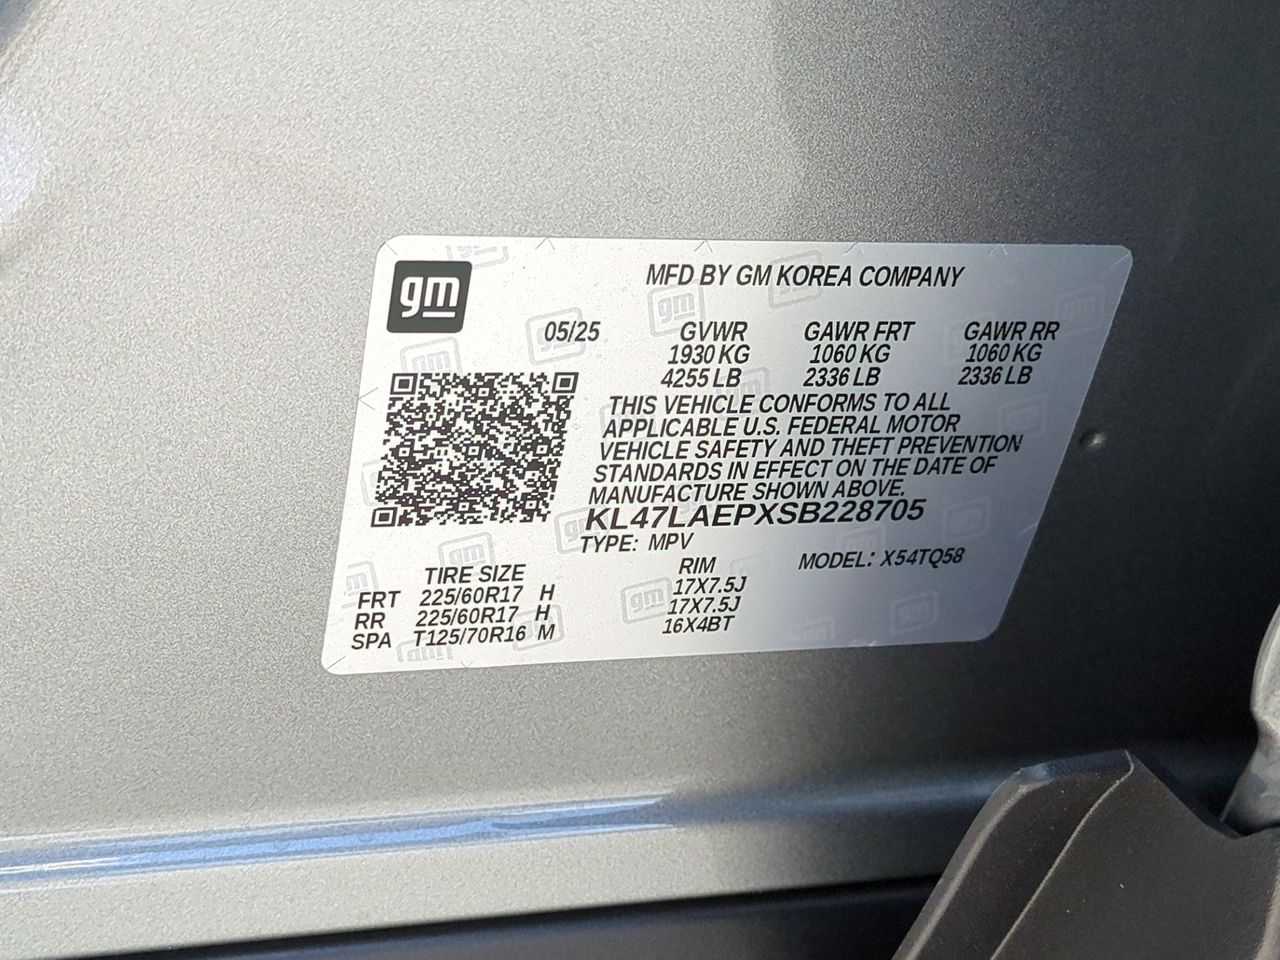 gm
MFD BY GM KOREA COMPANY
05/25 GVWR GAWR FRT GAWR RR
1930 KG 1060 KG 1060 KG
4255 LB 2336 LB 2336 LB
THIS VEHICLE CONFORMS TO ALL
APPLICABLE U.S. FEDERAL MOTOR
VEHICLE SAFETY AND THEFT PREVENTION
STANDARDS IN EFFECT ON THE DATE OF
MANUFACTURE SHOWN ABOVE.
KL47LAEPXSB228705
TYPE: MPV MODEL: X54TQ58
TIRE SIZE RIM
FRT 225/60R17 H 17X7.5J
RR 225/60R17 H 17X7.5J
SPA T125/70R16 M 16X4BT